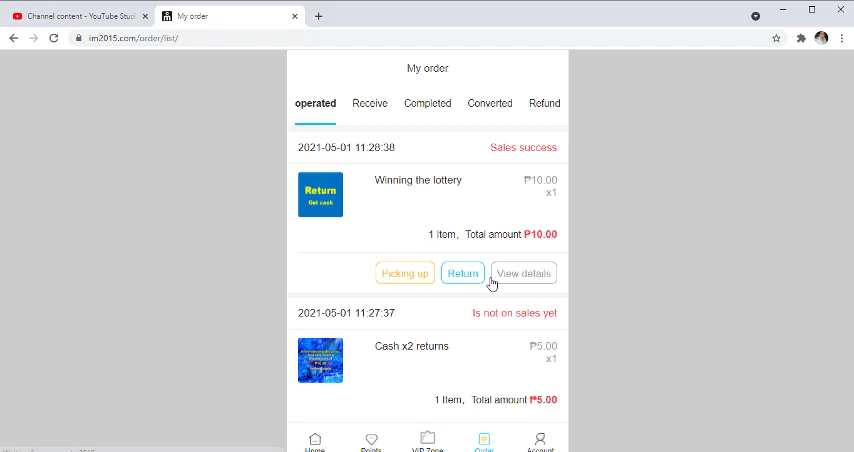 Channel content - YouTube Stud
My order
im2015.com/order/list/
My order
operated Receive Completed Converted Refund
2021-05-01 11:28:38 Sales success
Return
Get cash
Winning the lottery ₱10.00
x1
1 Item, Total amount ₱10.00
Picking up Return View details
2021-05-01 11:27:37 Is not on sales yet
Cash x2 returns ₱5.00
x1
1 Item, Total amount ₱5.00
Home Points VIP Zone Order Account